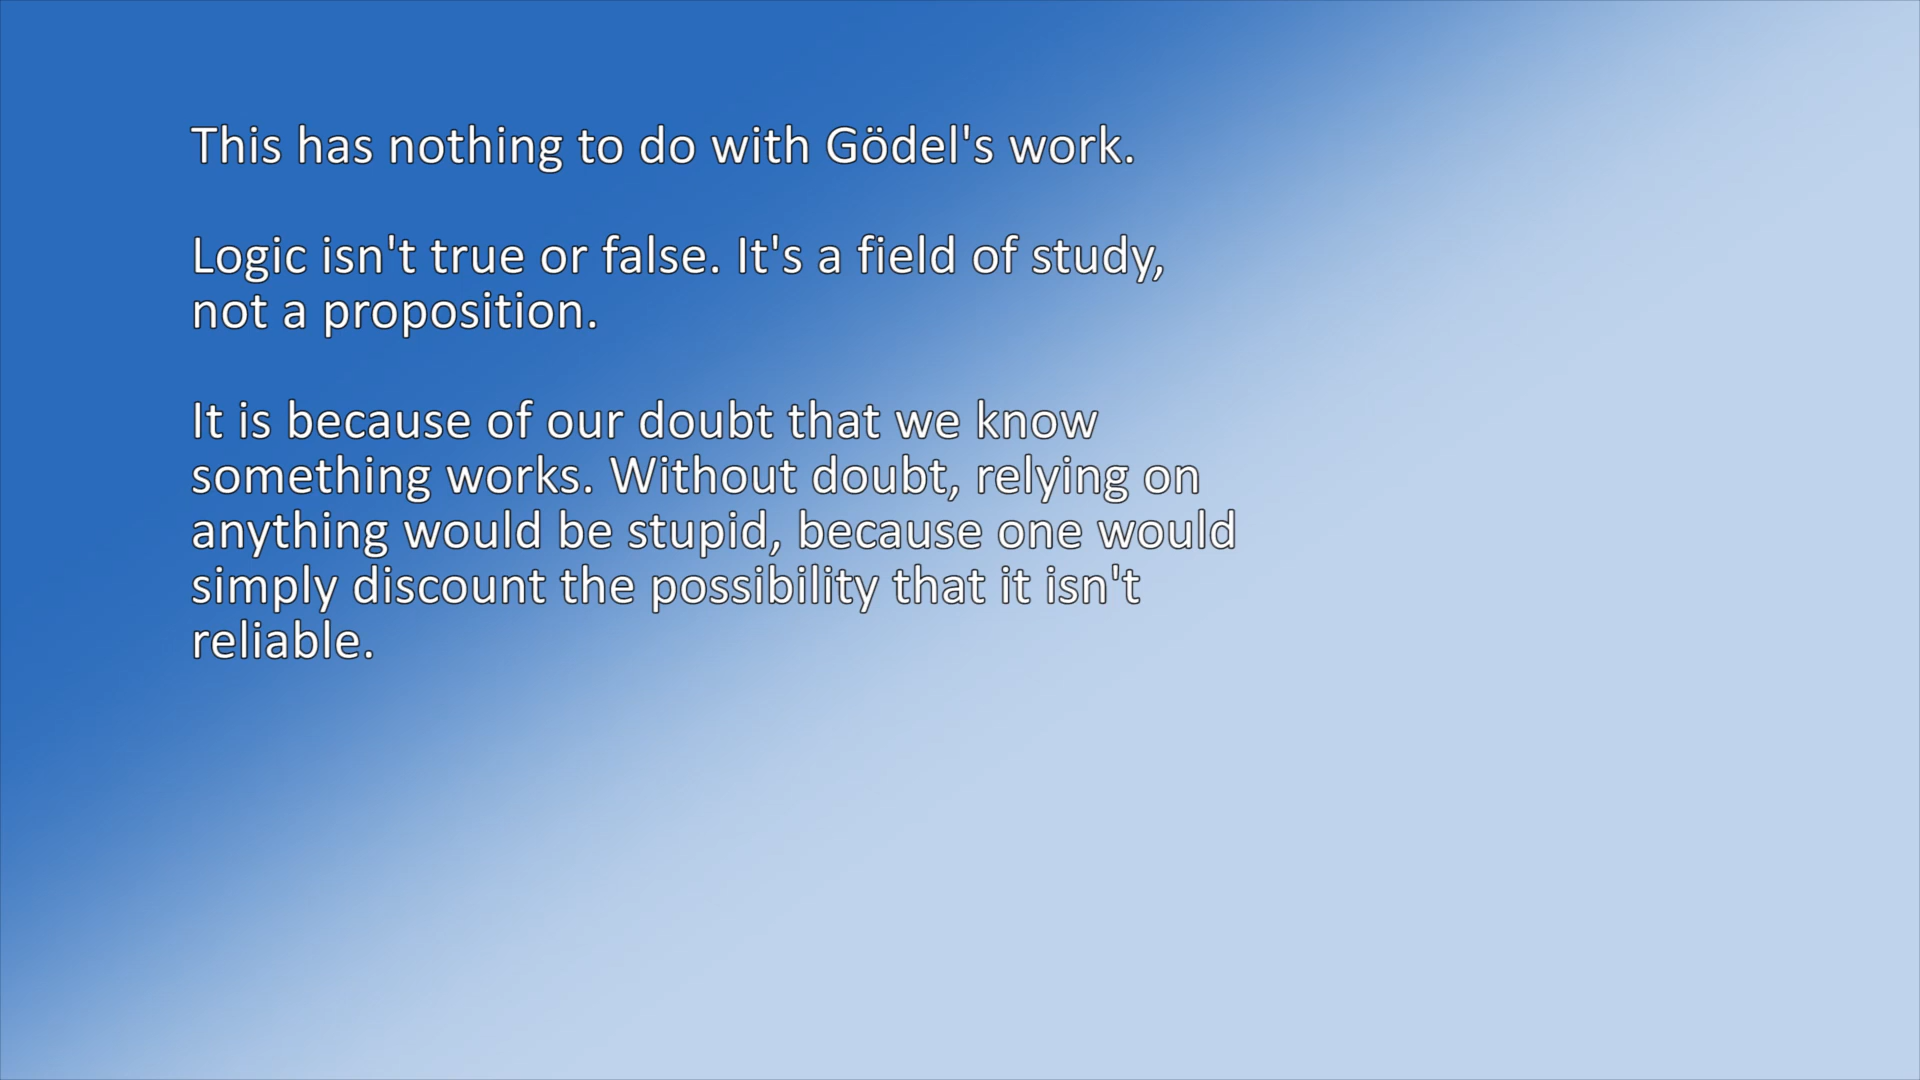 This has nothing to do with Gödel's work.
Logic isn't true or false. It's a field of study,
not a proposition.
It is because of our doubt that we know
something works. Without doubt, relying on
anything would be stupid, because one would
simply discount the possibility that it isn't
reliable.